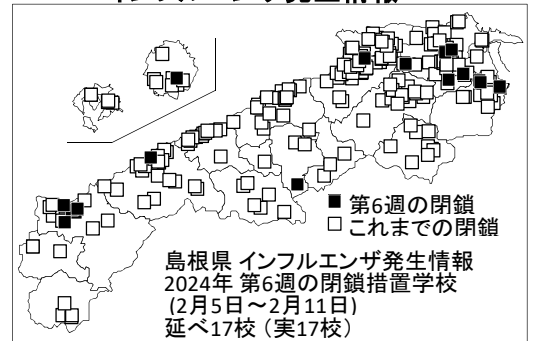 ■ 第6週の閉鎖
□ これまでの閉鎖
島根県 インフルエンザ発生情報
2024年 第6週の閉鎖措置学校
(2月5日～2月11日)
延べ17校（実17校）